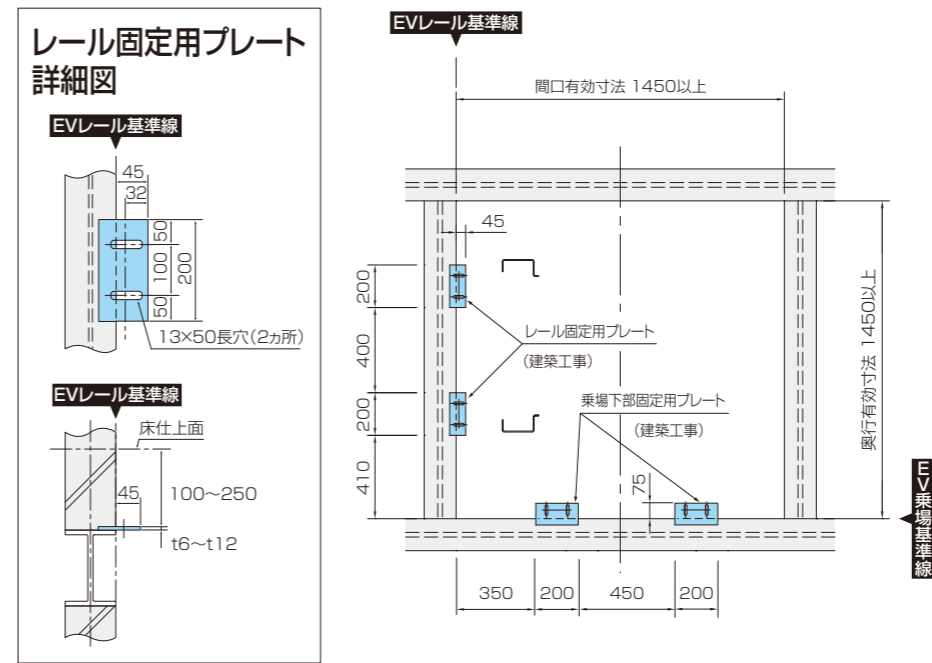 レール固定用プレート
詳細図
EVレール基準線
45
32
50
100
50
200
13×50長穴(2ヵ所)
EVレール基準線
床仕上面
45
100〜250
t6〜t12
EVレール基準線
間口有効寸法 1450以上
45
200
400
200
410
レール固定用プレート
(建築工事)
乗場下部固定用プレート
(建築工事)
75
奥行有効寸法 1450以上
EV乗場基準線
350
200
450
200